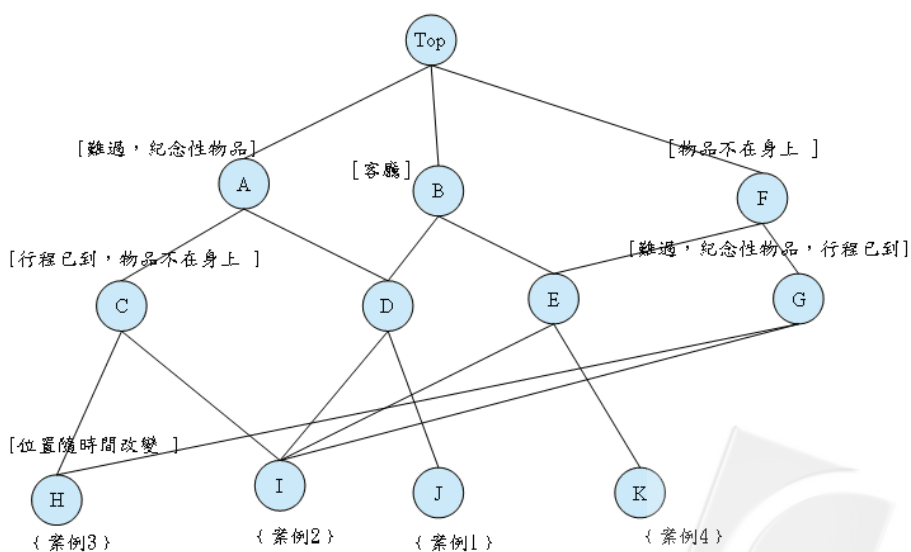 Top
[難過，紀念性物品]
[客廳]
[物品不在身上 ]
A
B
F
[行程已到，物品不在身上 ]
[難過，紀念性物品，行程已到]
C
D
E
G
[位置隨時間改變 ]
H
I
J
K
{ 案例3 }
{ 案例2 }
{ 案例1 }
{ 案例4 }